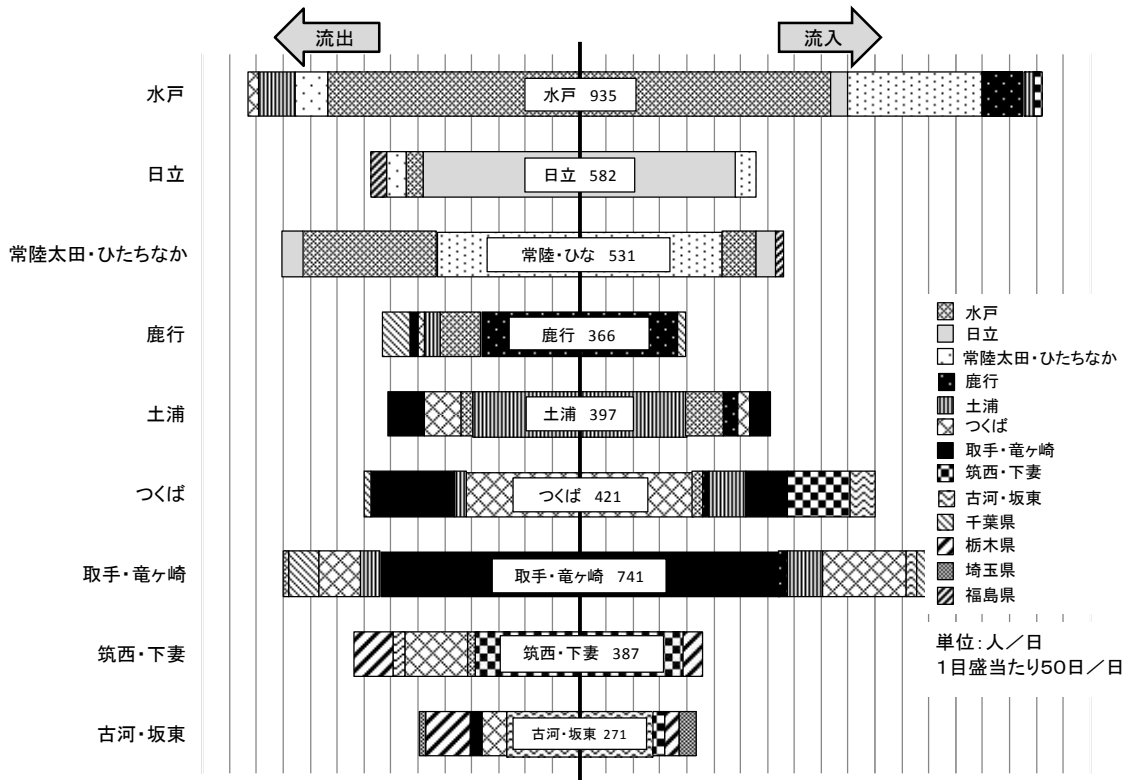 流出
流入
水戸
水戸 935
日立
日立 582
常陸太田・ひたちなか
常陸・ひな 531
鹿行
鹿行 366
土浦
土浦 397
つくば
つくば 421
取手・竜ヶ崎
取手・竜ヶ崎 741
筑西・下妻
筑西・下妻 387
古河・坂東
古河・坂東 271
水戸
日立
常陸太田・ひたちなか
鹿行
土浦
つくば
取手・竜ヶ崎
筑西・下妻
古河・坂東
千葉県
栃木県
埼玉県
福島県
単位：人／日
1目盛当たり50日／日